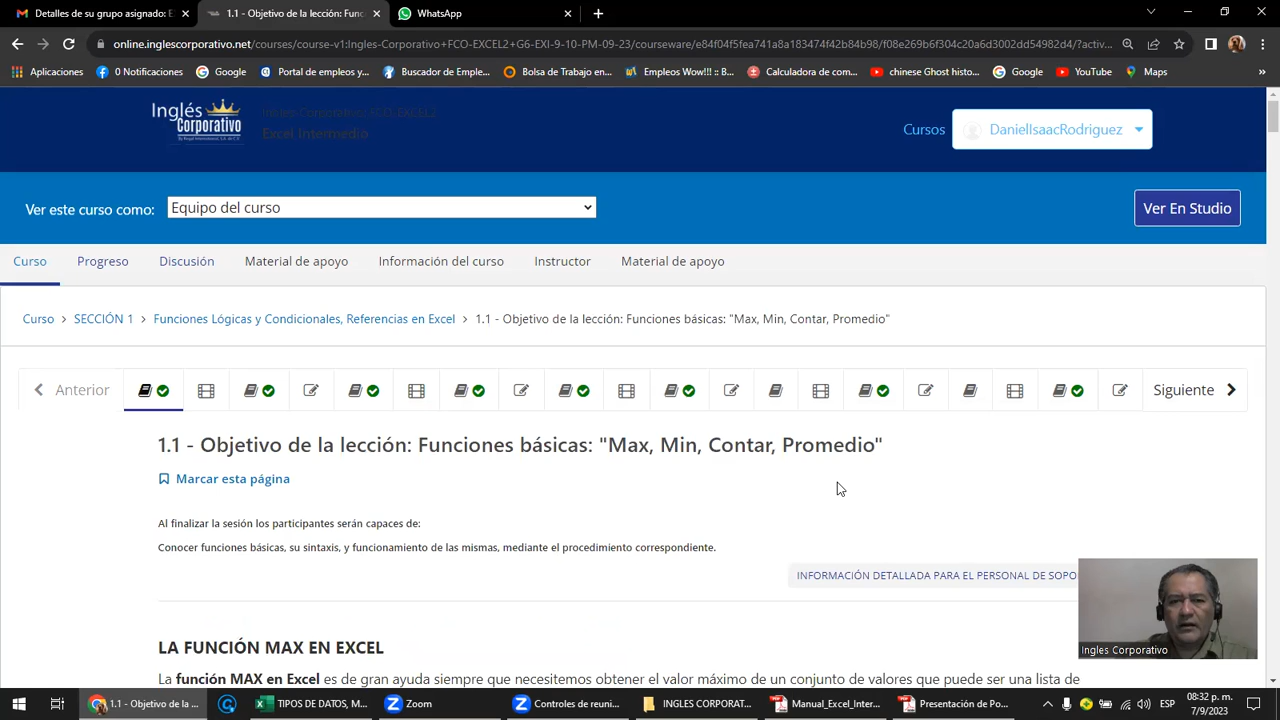 Detalles de su grupo asignado: E
1.1 - Objetivo de la lección: Func
WhatsApp
online.inglescorporativo.net/courses/course-v1:Ingles-Corporativo+FCO-EXCEL2+G6-EXI-9-10-PM-09-23/courseware/e84f04f5fea741a8a183474f42b84b98/f08e269b6f304c20a6d3002dd54982d4/?activ...
Aplicaciones
0 Notificaciones
Google
Portal de empleos y...
Buscador de Emple...
Bolsa de Trabajo en...
Empleos Wow!!! :: B...
Calculadora de com...
chinese Ghost histo...
Google
YouTube
Maps
»
Inglés
Corporativo
Excel Intermedio
Cursos
DanielIsaacRodriguez
Ver este curso como:
Equipo del curso
Ver En Studio
Curso
Progreso
Discusión
Material de apoyo
Información del curso
Instructor
Material de apoyo
Curso > SECCIÓN 1 > Funciones Lógicas y Condicionales, Referencias en Excel > 1.1 - Objetivo de la lección: Funciones básicas: "Max, Min, Contar, Promedio"
Anterior
Siguiente
1.1 - Objetivo de la lección: Funciones básicas: "Max, Min, Contar, Promedio"
Marcar esta página
Al finalizar la sesión los participantes serán capaces de:
Conocer funciones básicas, su sintaxis, y funcionamiento de las mismas, mediante el procedimiento correspondiente.
INFORMACIÓN DETALLADA PARA EL PERSONAL DE SOPO
Ingles Corporativo
LA FUNCIÓN MAX EN EXCEL
La función MAX en Excel es de gran ayuda siempre que necesitemos obtener el valor máximo de un conjunto de valores que puede ser una lista de
1.1 - Objetivo de la ...
TIPOS DE DATOS, M...
Zoom
Controles de reuni...
INGLES CORPORAT...
Manual_Excel_Inter...
Presentación de Po...
ESP
08:32 p. m.
7/9/2023